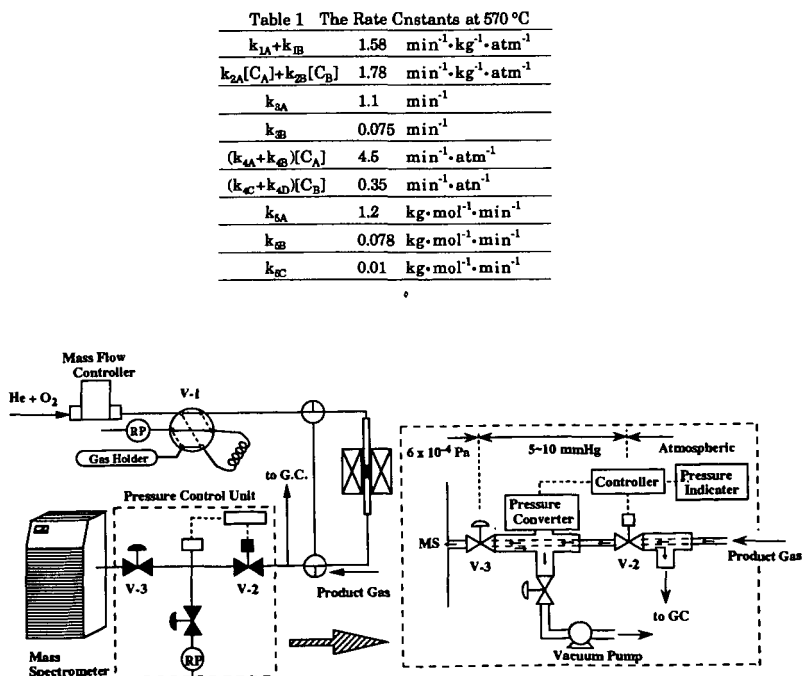 Table 1 The Rate Cnstants at 570 °C
k1A+k1B 1.58 min⁻¹•kg⁻¹•atm⁻¹
k2A[CA]+k2B[CB] 1.78 min⁻¹•kg⁻¹•atm⁻¹
k3A 1.1 min⁻¹
k3B 0.075 min⁻¹
(k4A+k4B)[CA] 4.5 min⁻¹•atm⁻¹
(k4C+k4D)[CB] 0.35 min⁻¹•atn⁻¹
k5A 1.2 kg•mol⁻¹•min⁻¹
0.078 kg•mol⁻¹•min⁻¹
0.01 kg•mol⁻¹•min⁻¹
Mass Flow
Controller
He + O₂
V-1
RP
Gas Holder
to G.C.
Pressure Control Unit
V-3
V-2
Product Gas
RP
Mass
Spectrometer
6 x 10⁻⁴ Pa
5~10 mmHg
Atmospheric
Controller
Pressure
Indicater
Pressure
Converter
MS
V-3
V-2
Product Gas
to GC
Vacuum Pump